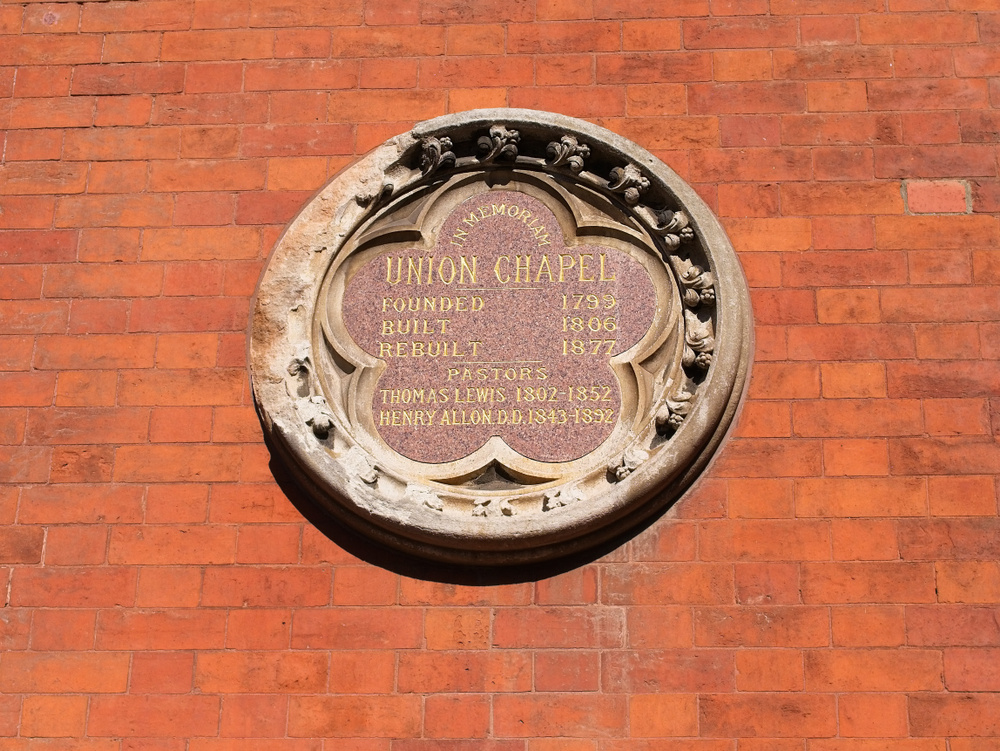 IN MEMORIAM
UNION CHAPEL
FOUNDED 1799
BUILT 1806
REBUILT 1877
PASTORS
THOMAS LEWIS 1802-1852
HENRY ALLON. D.D. 1843-1892